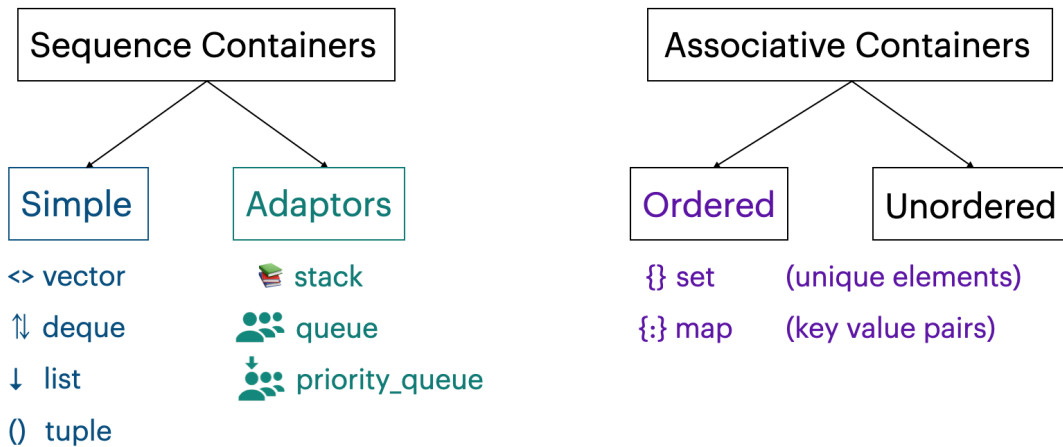 Sequence Containers
Associative Containers
Simple
Adaptors
Ordered
Unordered
<> vector
deque
list
() tuple
stack
queue
priority_queue
{} set (unique elements)
{:} map (key value pairs)